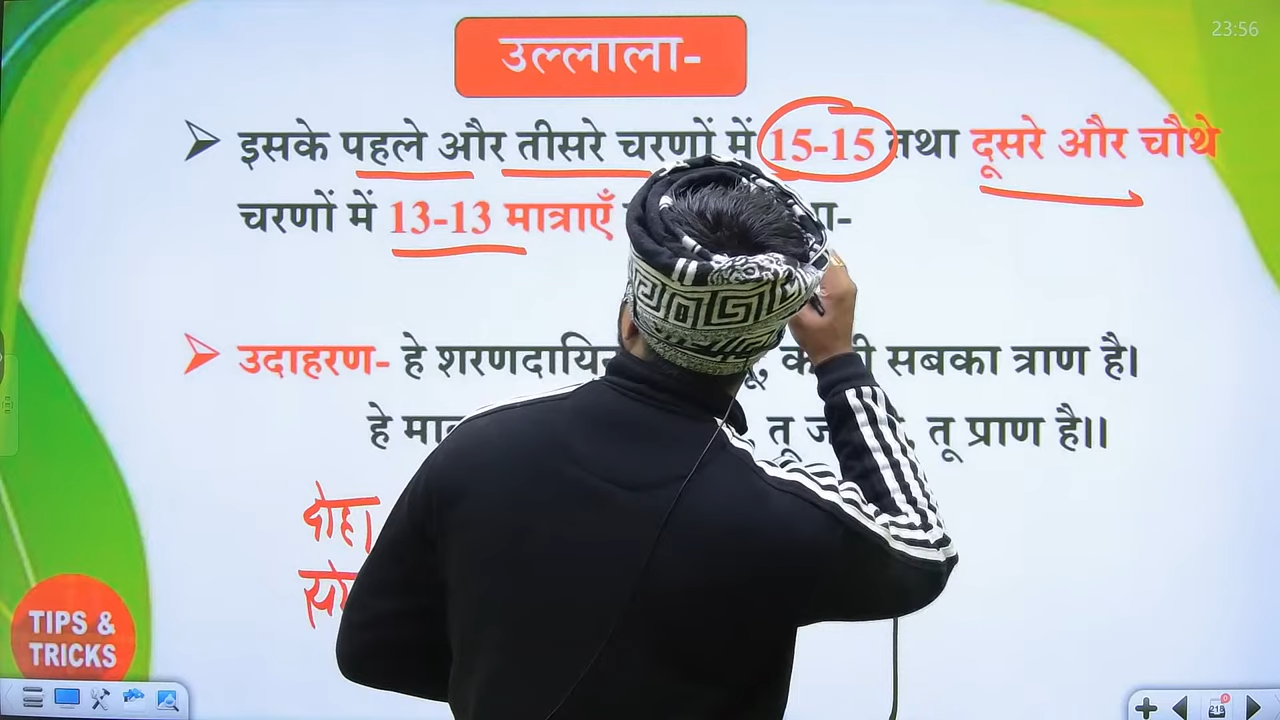 23:56
उल्लाला-
इसके पहले और तीसरे चरणों में 15-15 तथा दूसरे और चौथे
चरणों में 13-13 मात्राएँ
उदाहरण- हे सबका त्राण है।
हे तू तू प्राण है।।
दोहा
TIPS &
TRICKS
218